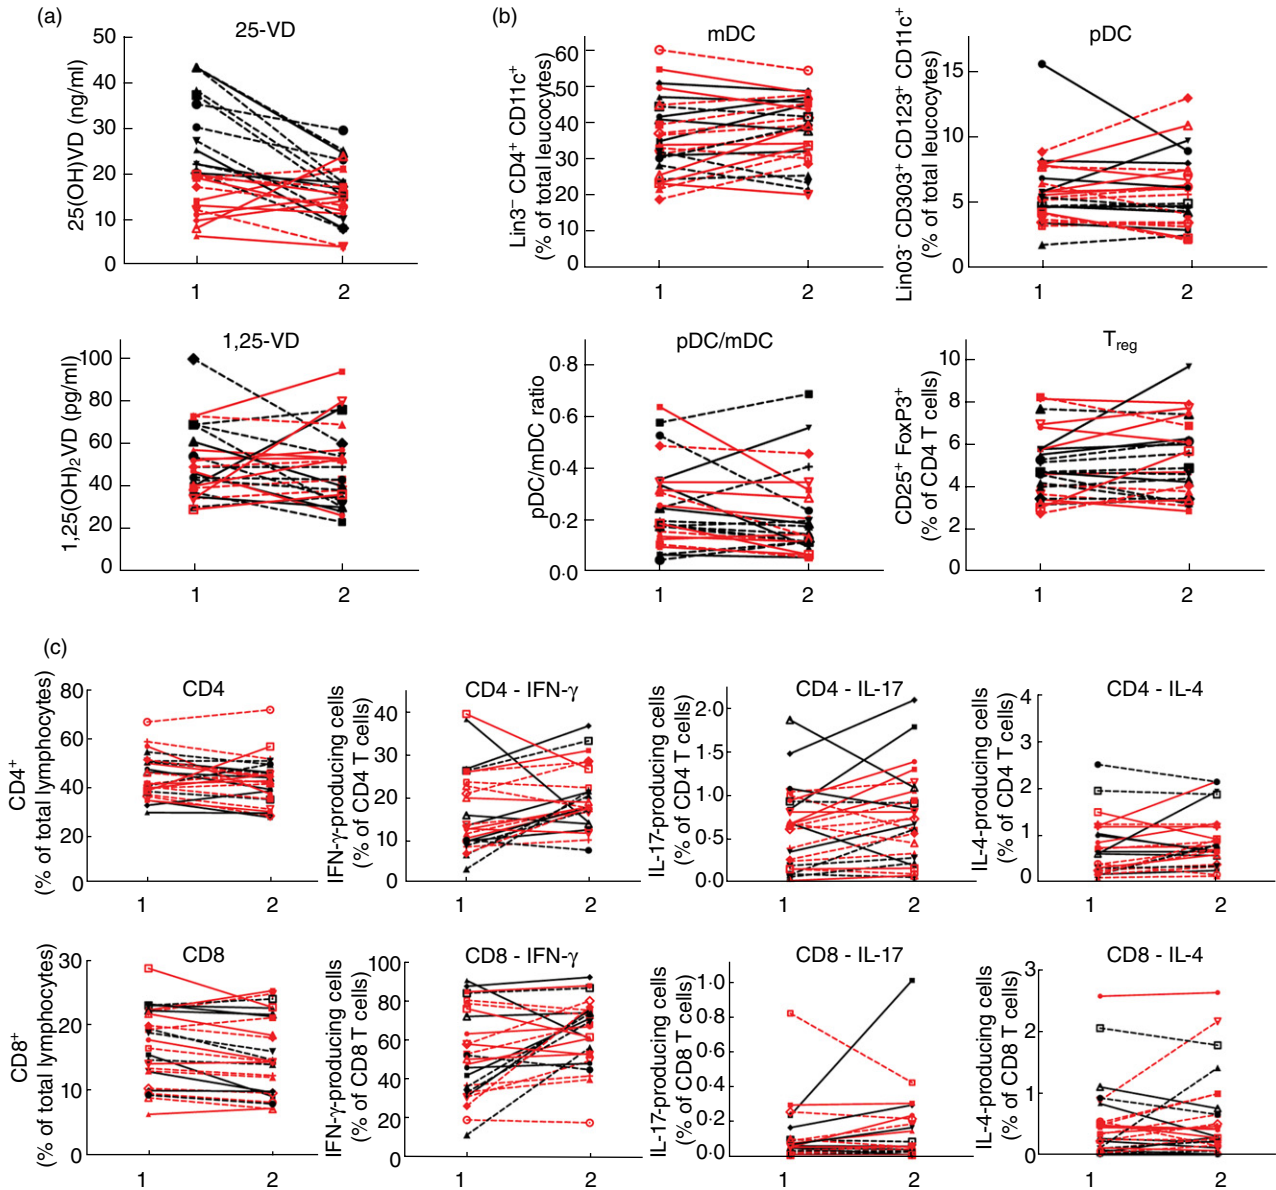 (a)
25-VD
25(OH)VD (ng/ml)
50
40
30
20
10
0
1
2
1,25-VD
1,25(OH)₂VD (pg/ml)
100
80
60
40
20
0
1
2
(b)
mDC
Lin3⁻ CD4⁺ CD11c⁺
(% of total leucocytes)
60
50
40
30
20
10
0
1
2
pDC
Lin03⁻ CD303⁺ CD123⁺ CD11c⁺
(% of total leucocytes)
15
10
5
0
1
2
pDC/mDC
pDC/mDC ratio
0·8
0·6
0·4
0·2
0·0
1
2
Treg
CD25⁺ FoxP3⁺
(% of CD4 T cells)
10
8
6
4
2
0
1
2
(c)
CD4
CD4⁺
(% of total lymphocytes)
80
60
40
20
0
1
2
CD4 - IFN-γ
IFN-γ-producing cells
(% of CD4 T cells)
40
30
20
10
0
1
2
CD4 - IL-17
IL-17-producing cells
(% of CD4 T cells)
2·0
1·5
1·0
0·5
0·0
1
2
CD4 - IL-4
IL-4-producing cells
(% of CD4 T cells)
4
3
2
1
0
1
2
CD8
CD8⁺
(% of total lymphocytes)
30
20
10
0
1
2
CD8 - IFN-γ
IFN-γ-producing cells
(% of CD8 T cells)
100
80
60
40
20
0
1
2
CD8 - IL-17
IL-17-producing cells
(% of CD8 T cells)
1·0
0·8
0·6
0·4
0·2
0·0
1
2
CD8 - IL-4
IL-4-producing cells
(% of CD8 T cells)
3
2
1
0
1
2